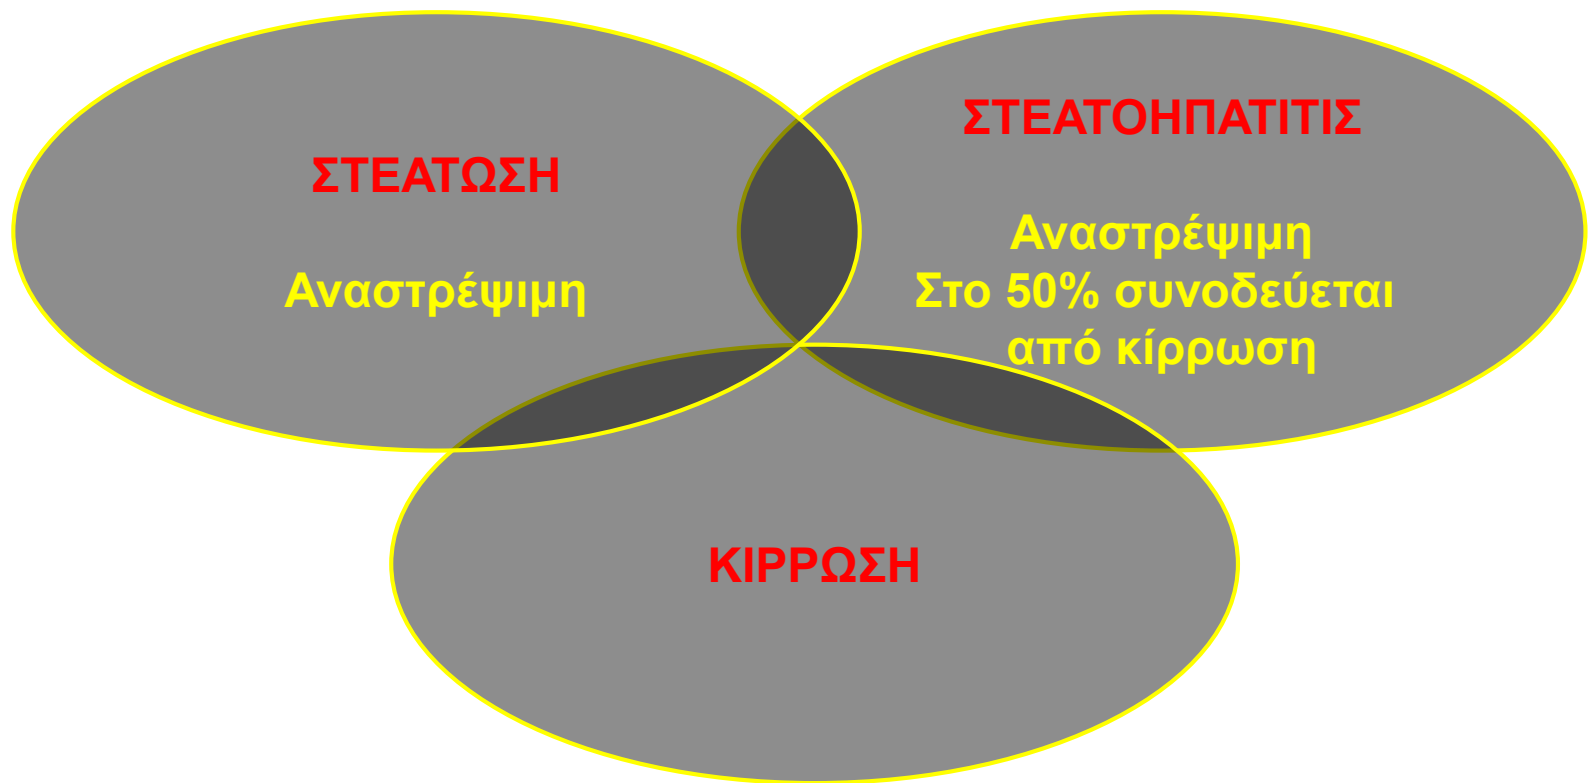 ΣΤΕΑΤΩΣΗ
Αναστρέψιμη
ΣΤΕΑΤΟΗΠΑΤΙΤΙΣ
Αναστρέψιμη
Στο 50% συνοδεύεται
από κίρρωση
ΚΙΡΡΩΣΗ